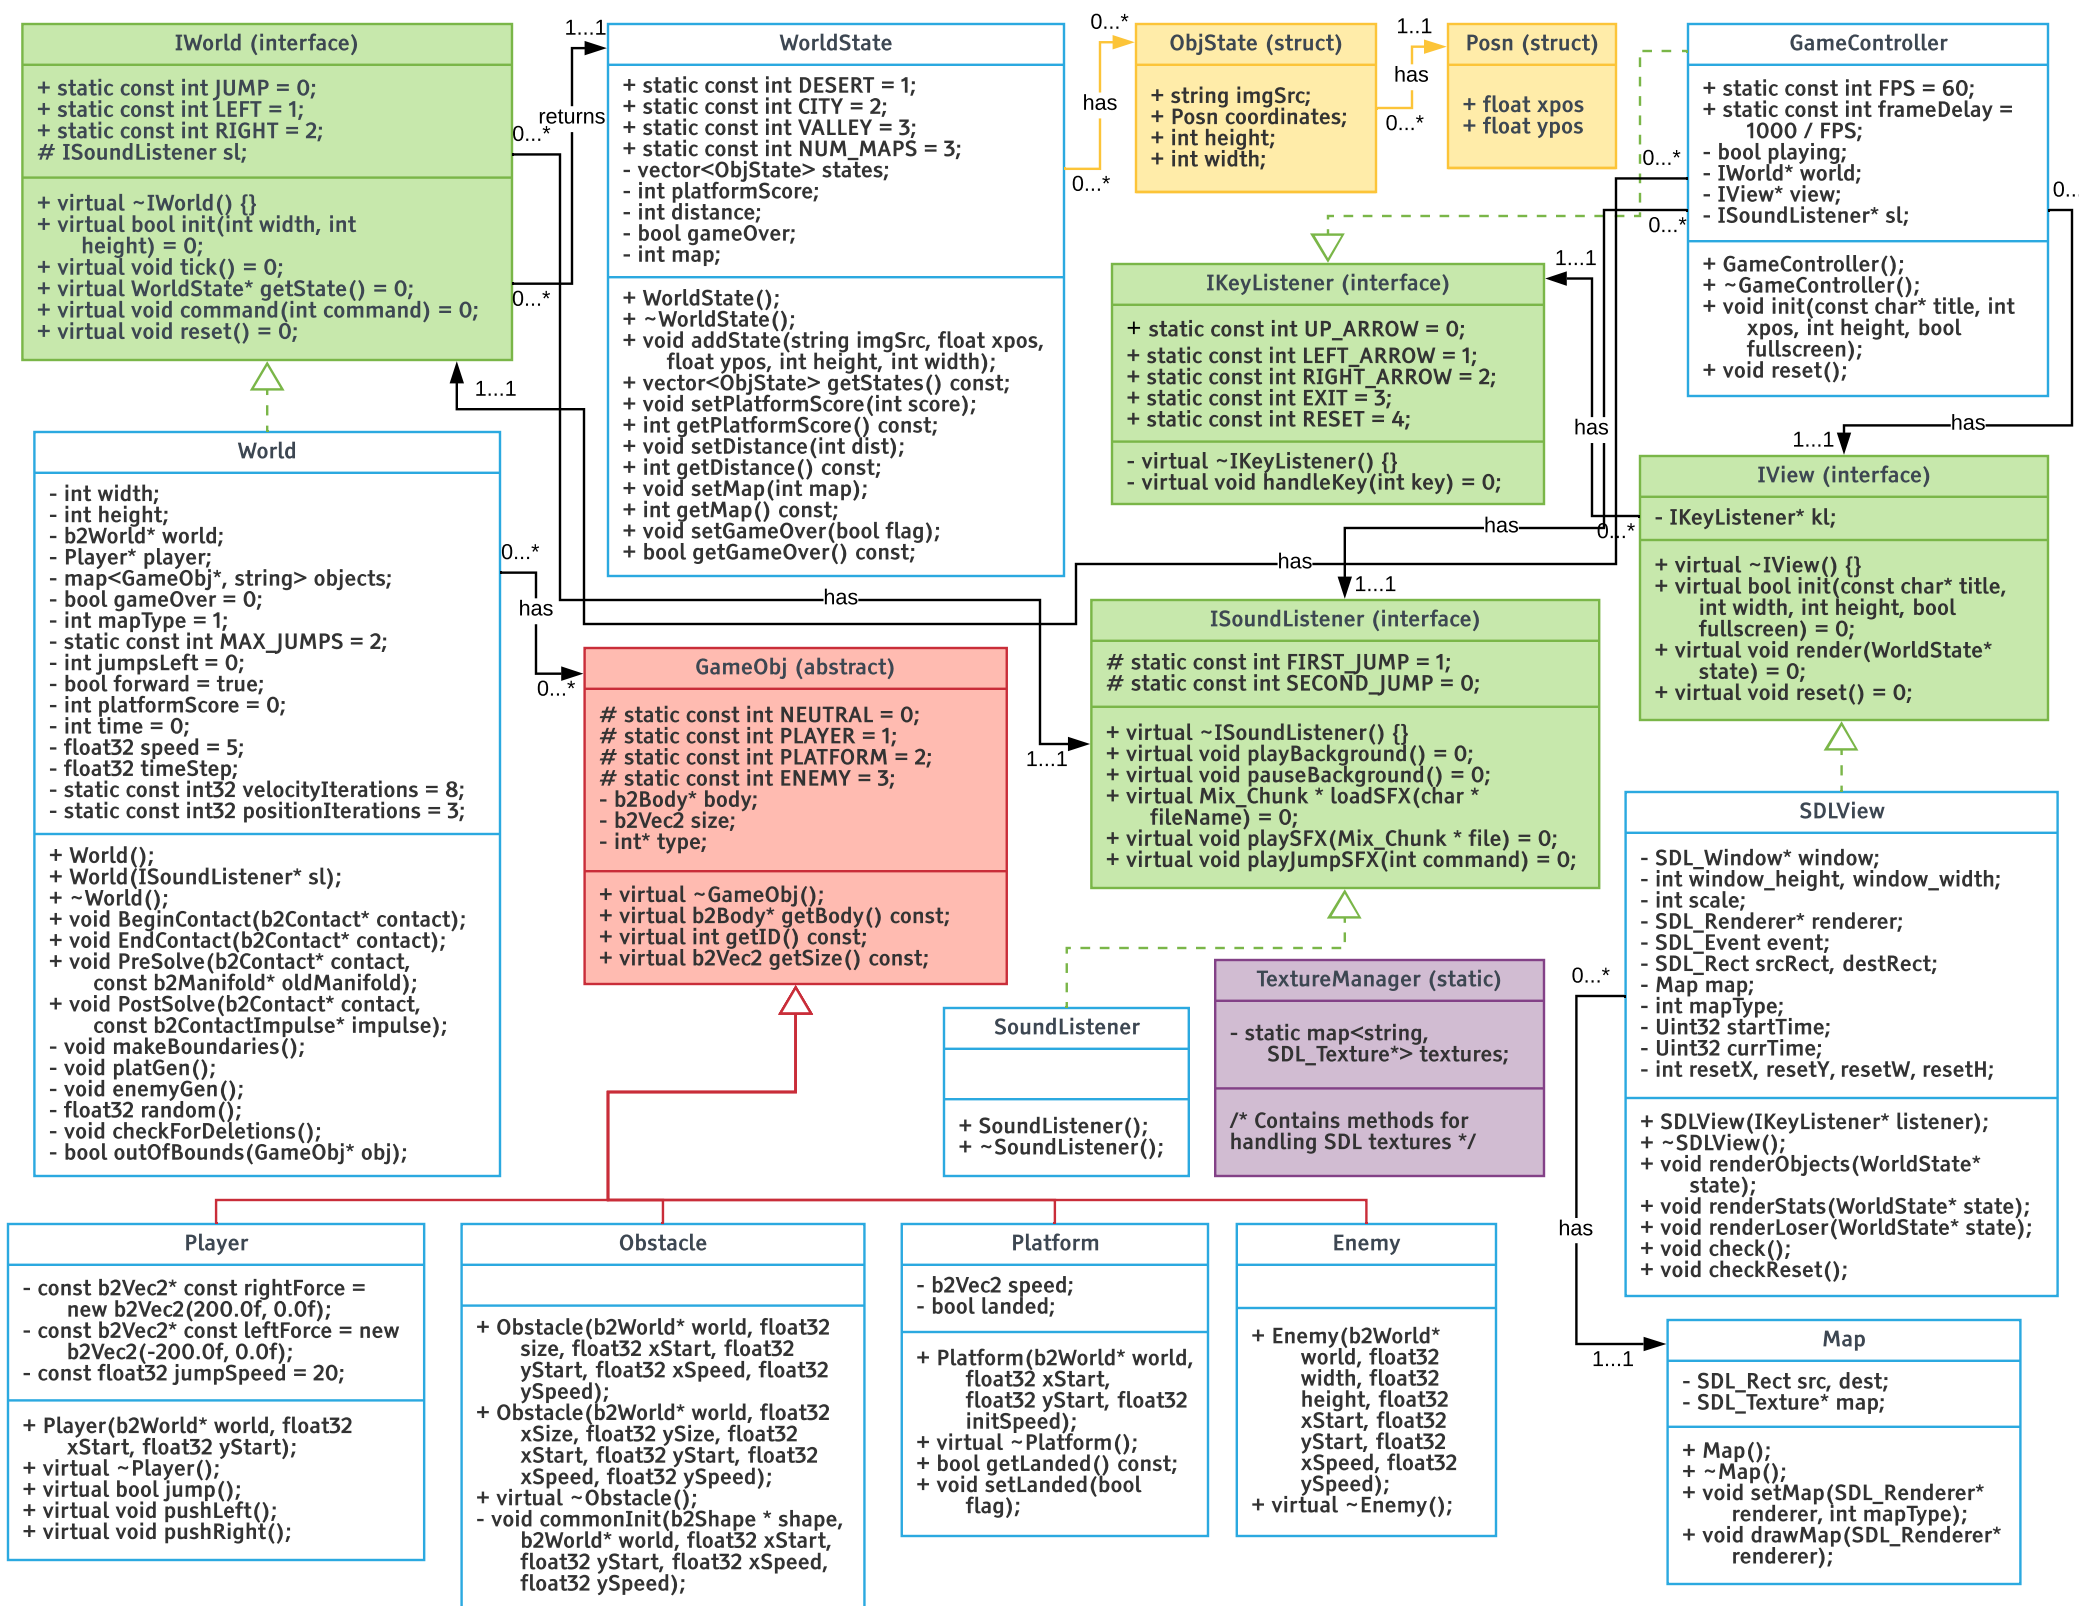 IWorld (interface)
+ static const int JUMP = 0;
+ static const int LEFT = 1;
+ static const int RIGHT = 2;
# ISoundListener sl;
+ virtual ~IWorld() {}
+ virtual bool init(int width, int
height) = 0;
+ virtual void tick() = 0;
+ virtual WorldState* getState() = 0;
+ virtual void command(int command) = 0;
+ virtual void reset() = 0;
1...1
returns
0...*
0...*
1...1
WorldState
+ static const int DESERT = 1;
+ static const int CITY = 2;
+ static const int VALLEY = 3;
+ static const int NUM_MAPS = 3;
- vector<ObjState> states;
- int platformScore;
- int distance;
- bool gameOver;
- int map;
+ WorldState();
+ ~WorldState();
+ void addState(string imgSrc, float xpos,
float ypos, int height, int width);
+ vector<ObjState> getStates() const;
+ void setPlatformScore(int score);
+ int getPlatformScore() const;
+ void setDistance(int dist);
+ int getDistance() const;
+ void setMap(int map);
+ int getMap() const;
+ void setGameOver(bool flag);
+ bool getGameOver() const;
0...*
has
0...*
ObjState (struct)
+ string imgSrc;
+ Posn coordinates;
+ int height;
+ int width;
1...1
has
0...*
Posn (struct)
+ float xpos
+ float ypos
GameController
+ static const int FPS = 60;
+ static const int frameDelay =
1000 / FPS;
- bool playing;
- IWorld* world;
- IView* view;
- ISoundListener* sl;
+ GameController();
+ ~GameController();
+ void init(const char* title, int
xpos, int height, bool
fullscreen);
+ void reset();
0...*
0...*
0..
1...1
has
IKeyListener (interface)
+ static const int UP_ARROW = 0;
+ static const int LEFT_ARROW = 1;
+ static const int RIGHT_ARROW = 2;
+ static const int EXIT = 3;
+ static const int RESET = 4;
- virtual ~IKeyListener() {}
- virtual void handleKey(int key) = 0;
1...1
has
has
0...*
has
1...1
IView (interface)
- IKeyListener* kl;
+ virtual ~IView() {}
+ virtual bool init(const char* title,
int width, int height, bool
fullscreen) = 0;
+ virtual void render(WorldState*
state) = 0;
+ virtual void reset() = 0;
World
- int width;
- int height;
- b2World* world;
- Player* player;
- map<GameObj*, string> objects;
- bool gameOver = 0;
- int mapType = 1;
- static const int MAX_JUMPS = 2;
- int jumpsLeft = 0;
- bool forward = true;
- int platformScore = 0;
- int time = 0;
- float32 speed = 5;
- float32 timeStep;
- static const int32 velocityIterations = 8;
- static const int32 positionIterations = 3;
+ World();
+ World(ISoundListener* sl);
+ ~World();
+ void BeginContact(b2Contact* contact);
+ void EndContact(b2Contact* contact);
+ void PreSolve(b2Contact* contact,
const b2Manifold* oldManifold);
+ void PostSolve(b2Contact* contact,
const b2ContactImpulse* impulse);
- void makeBoundaries();
- void platGen();
- void enemyGen();
- float32 random();
- void checkForDeletions();
- bool outOfBounds(GameObj* obj);
0...*
has
0...*
has
GameObj (abstract)
# static const int NEUTRAL = 0;
# static const int PLAYER = 1;
# static const int PLATFORM = 2;
# static const int ENEMY = 3;
- b2Body* body;
- b2Vec2 size;
- int* type;
+ virtual ~GameObj();
+ virtual b2Body* getBody() const;
+ virtual int getID() const;
+ virtual b2Vec2 getSize() const;
1...1
ISoundListener (interface)
# static const int FIRST_JUMP = 1;
# static const int SECOND_JUMP = 0;
+ virtual ~ISoundListener() {}
+ virtual void playBackground() = 0;
+ virtual void pauseBackground() = 0;
+ virtual Mix_Chunk * loadSFX(char *
fileName) = 0;
+ virtual void playSFX(Mix_Chunk * file) = 0;
+ virtual void playJumpSFX(int command) = 0;
SoundListener
+ SoundListener();
+ ~SoundListener();
TextureManager (static)
- static map<string,
SDL_Texture*> textures;
/* Contains methods for
handling SDL textures */
SDLView
- SDL_Window* window;
- int window_height, window_width;
- int scale;
- SDL_Renderer* renderer;
- SDL_Event event;
- SDL_Rect srcRect, destRect;
- Map map;
- int mapType;
- Uint32 startTime;
- Uint32 currTime;
- int resetX, resetY, resetW, resetH;
+ SDLView(IKeyListener* listener);
+ ~SDLView();
+ void renderObjects(WorldState*
state);
+ void renderStats(WorldState* state);
+ void renderLoser(WorldState* state);
+ void check();
+ void checkReset();
0...*
has
1...1
Player
- const b2Vec2* const rightForce =
new b2Vec2(200.0f, 0.0f);
- const b2Vec2* const leftForce = new
b2Vec2(-200.0f, 0.0f);
- const float32 jumpSpeed = 20;
+ Player(b2World* world, float32
xStart, float32 yStart);
+ virtual ~Player();
+ virtual bool jump();
+ virtual void pushLeft();
+ virtual void pushRight();
Obstacle
+ Obstacle(b2World* world, float32
size, float32 xStart, float32
yStart, float32 xSpeed, float32
ySpeed);
+ Obstacle(b2World* world, float32
xSize, float32 ySize, float32
xStart, float32 yStart, float32
xSpeed, float32 ySpeed);
+ virtual ~Obstacle();
- void commonInit(b2Shape * shape,
b2World* world, float32 xStart,
float32 yStart, float32 xSpeed,
float32 ySpeed);
Platform
- b2Vec2 speed;
- bool landed;
+ Platform(b2World* world,
float32 xStart,
float32 yStart, float32
initSpeed);
+ virtual ~Platform();
+ bool getLanded() const;
+ void setLanded(bool
flag);
Enemy
+ Enemy(b2World*
world, float32
width, float32
height, float32
xStart, float32
yStart, float32
xSpeed, float32
ySpeed);
+ virtual ~Enemy();
Map
- SDL_Rect src, dest;
- SDL_Texture* map;
+ Map();
+ ~Map();
+ void setMap(SDL_Renderer*
renderer, int mapType);
+ void drawMap(SDL_Renderer*
renderer);